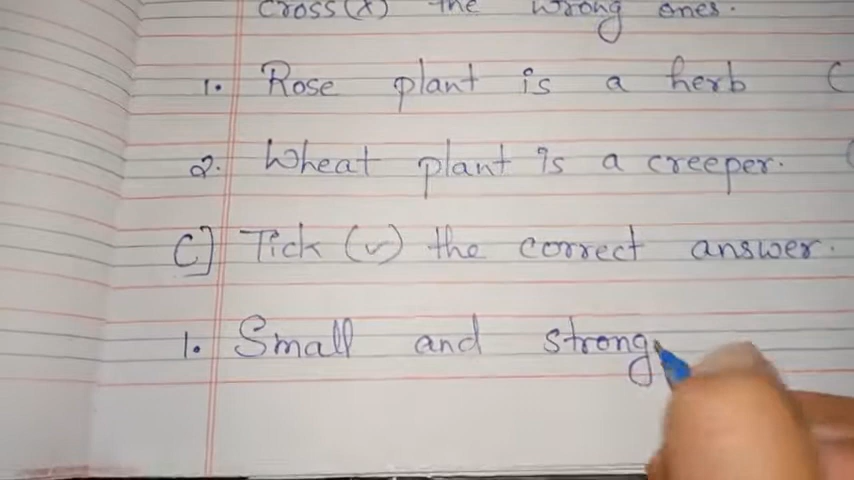 Cross(x) the wrong ones.
1. Rose plant is a herb (
2. Wheat plant is a creeper. (
C] Tick (✓) the correct answer.
1. Small and strong